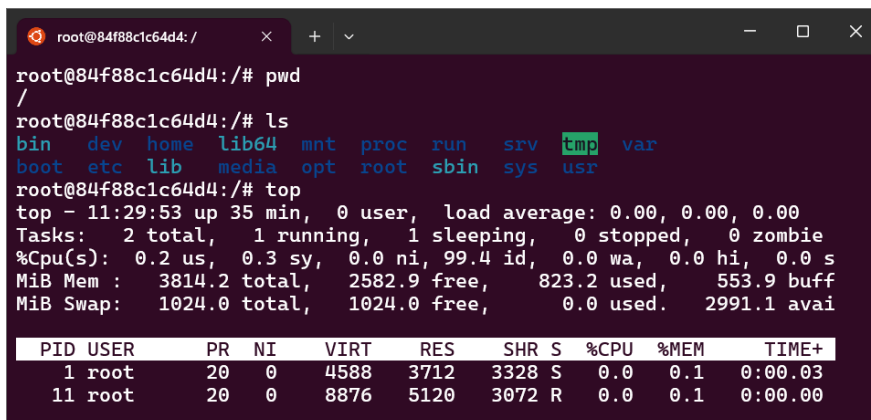 root@84f88c1c64d4: /
root@84f88c1c64d4:/# pwd
/
root@84f88c1c64d4:/# ls
bin dev home lib64 mnt proc run srv tmp var
boot etc lib media opt root sbin sys usr
root@84f88c1c64d4:/# top
top - 11:29:53 up 35 min, 0 user, load average: 0.00, 0.00, 0.00
Tasks: 2 total, 1 running, 1 sleeping, 0 stopped, 0 zombie
%Cpu(s): 0.2 us, 0.3 sy, 0.0 ni, 99.4 id, 0.0 wa, 0.0 hi, 0.0 s
MiB Mem : 3814.2 total, 2582.9 free, 823.2 used, 553.9 buff
MiB Swap: 1024.0 total, 1024.0 free, 0.0 used. 2991.1 avai
PID USER PR NI VIRT RES SHR S %CPU %MEM TIME+
1 root 20 0 4588 3712 3328 S 0.0 0.1 0:00.03
11 root 20 0 8876 5120 3072 R 0.0 0.1 0:00.00